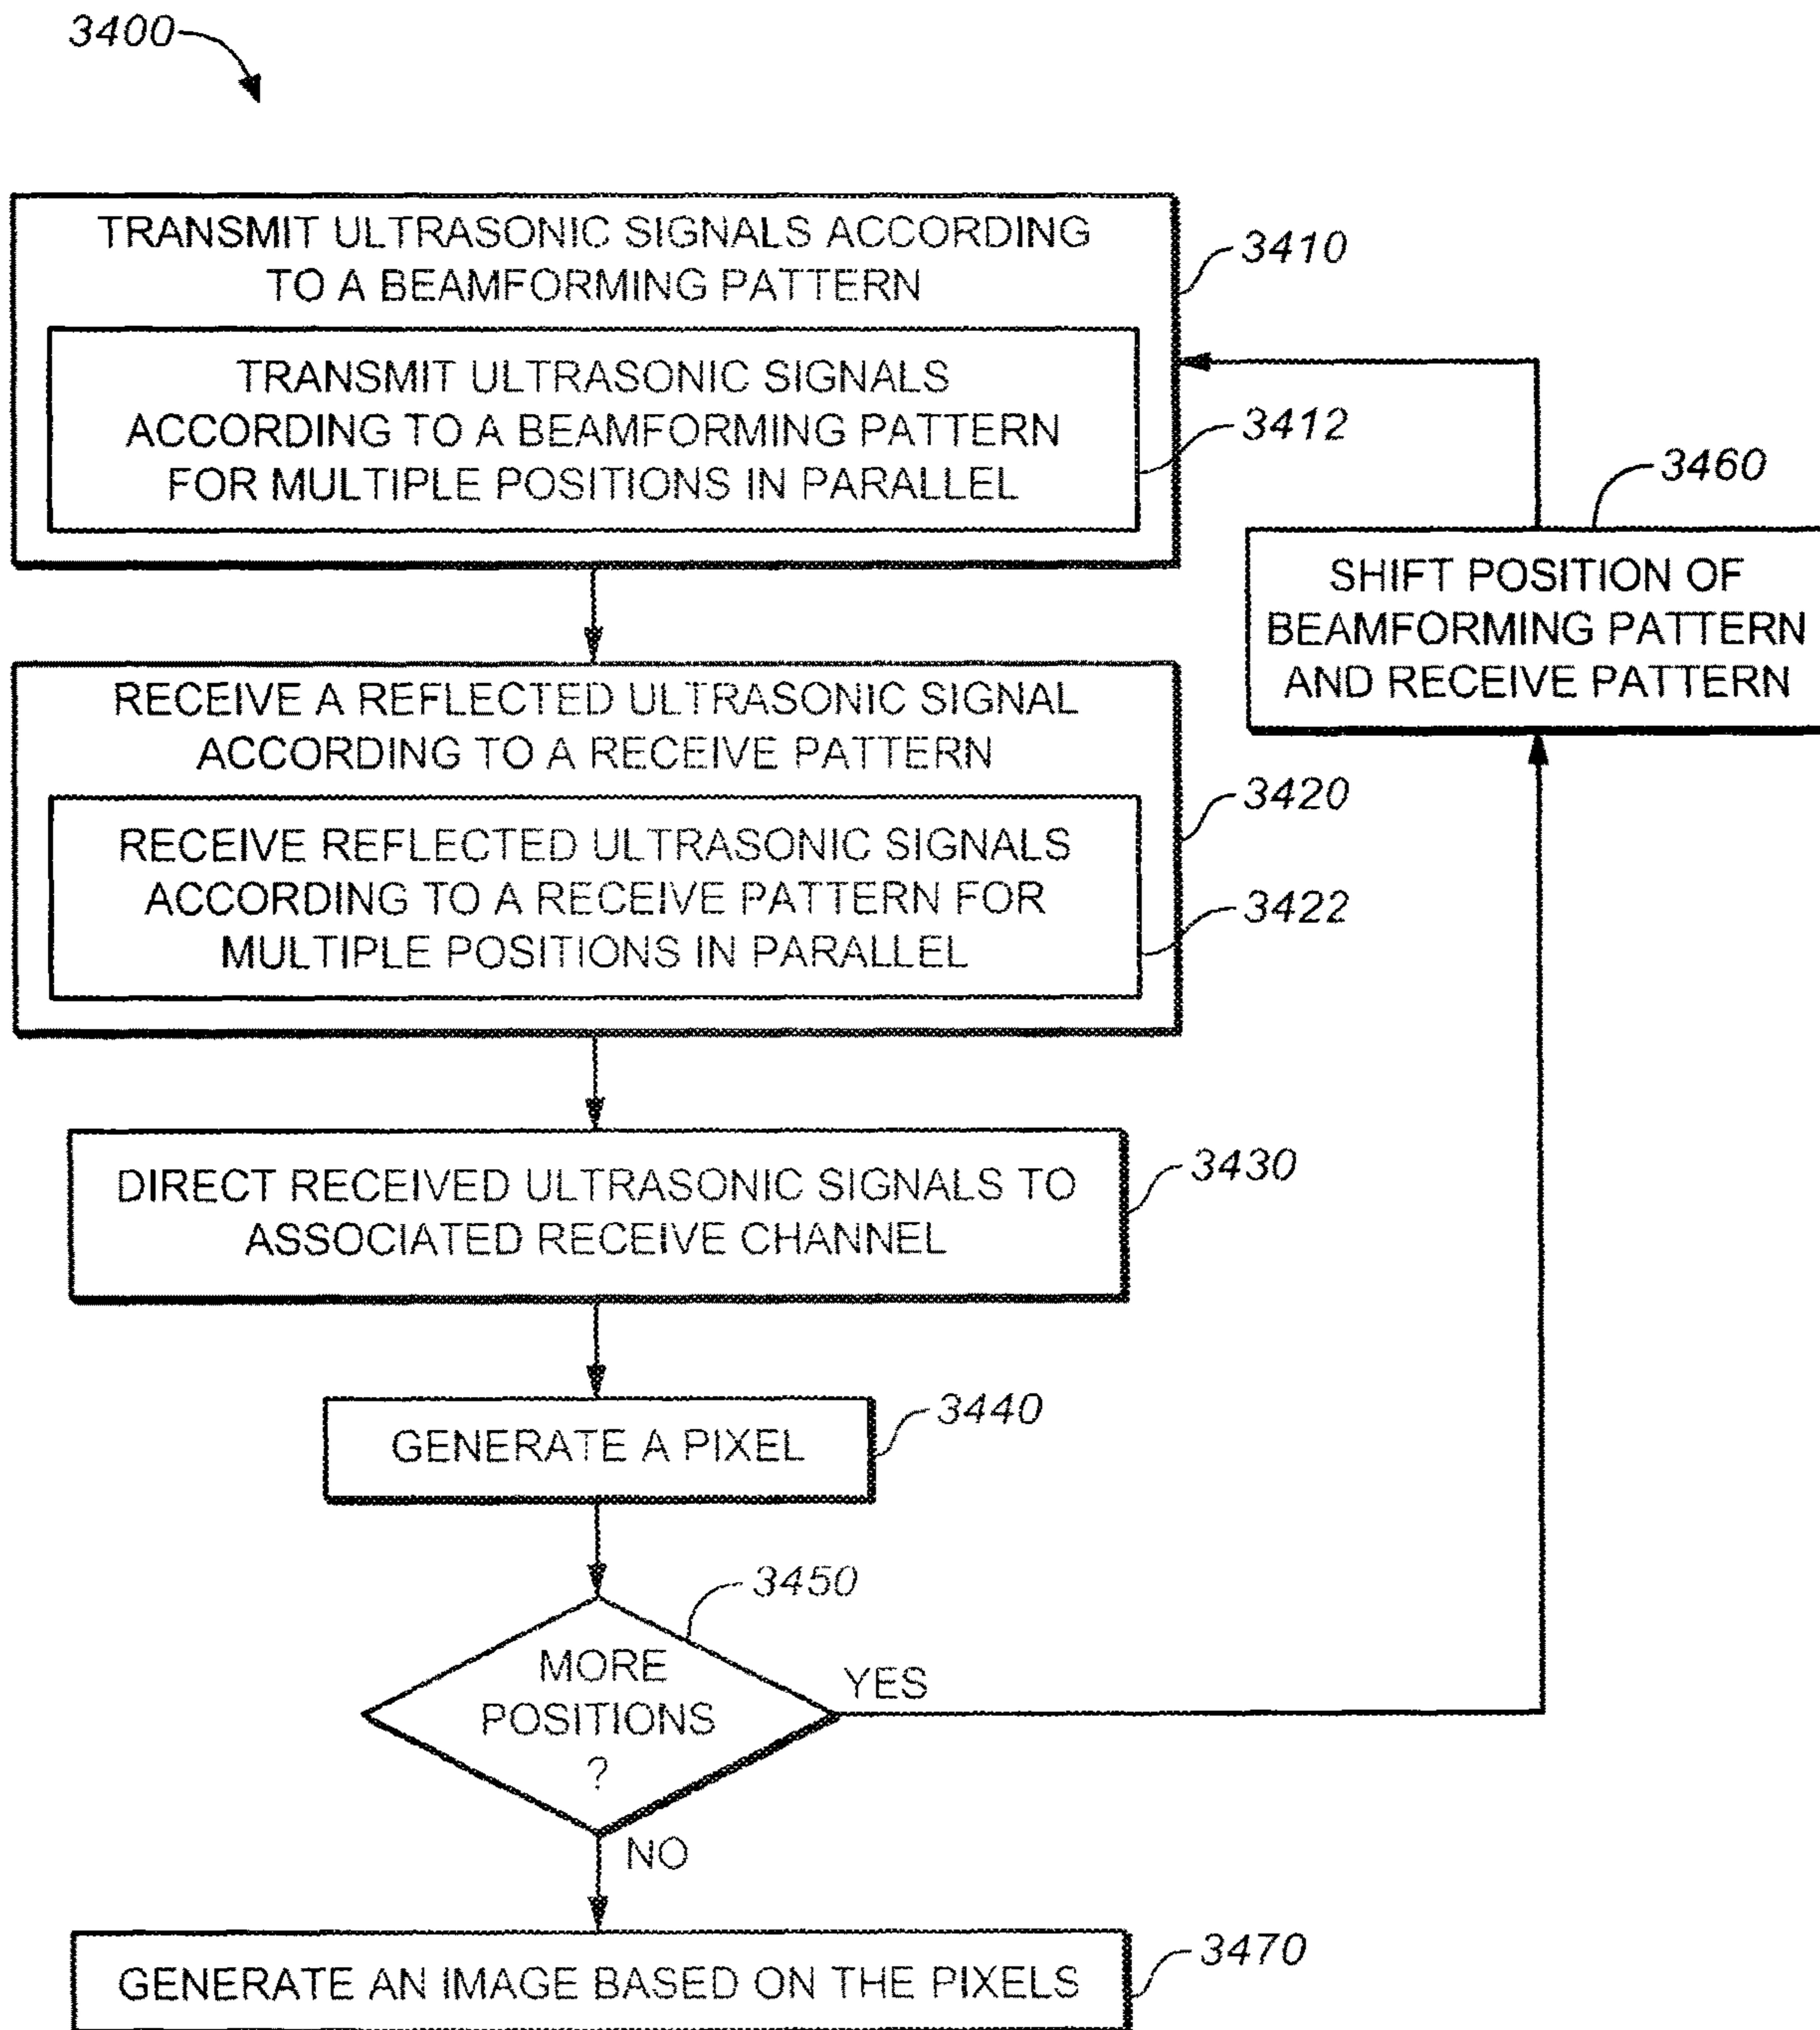 3400
TRANSMIT ULTRASONIC SIGNALS ACCORDING
TO A BEAMFORMING PATTERN
3410
TRANSMIT ULTRASONIC SIGNALS
ACCORDING TO A BEAMFORMING PATTERN
FOR MULTIPLE POSITIONS IN PARALLEL
3412
3460
SHIFT POSITION OF
BEAMFORMING PATTERN
AND RECEIVE PATTERN
RECEIVE A REFLECTED ULTRASONIC SIGNAL
ACCORDING TO A RECEIVE PATTERN
3420
RECEIVE REFLECTED ULTRASONIC SIGNALS
ACCORDING TO A RECEIVE PATTERN FOR
MULTIPLE POSITIONS IN PARALLEL
3422
DIRECT RECEIVED ULTRASONIC SIGNALS TO
ASSOCIATED RECEIVE CHANNEL
3430
GENERATE A PIXEL
3440
3450
MORE
POSITIONS
?
YES
NO
GENERATE AN IMAGE BASED ON THE PIXELS
3470